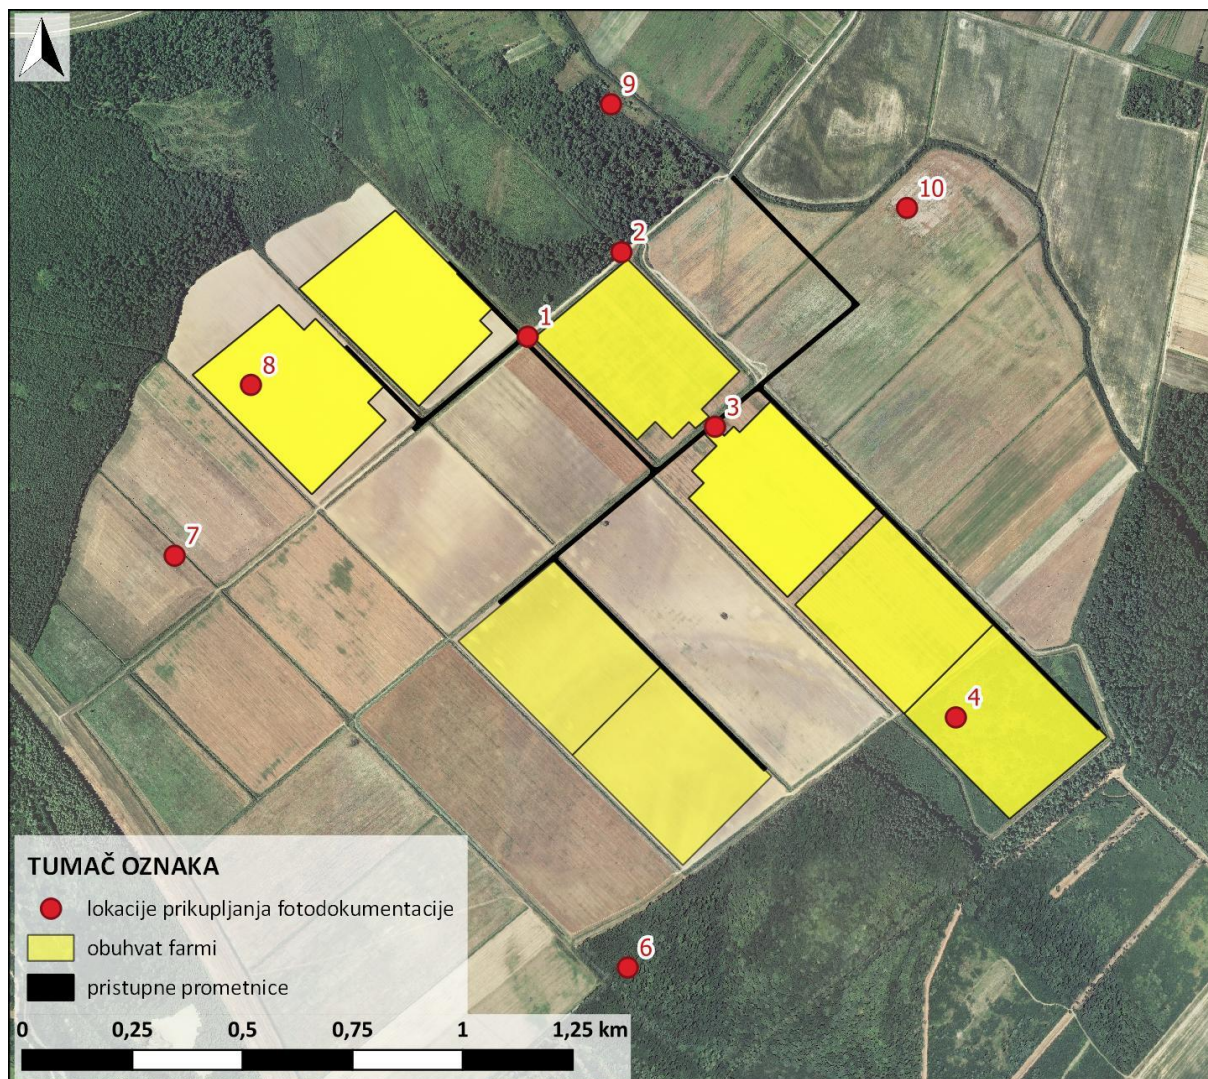 9
10
2
1
8
3
7
4
TUMAČ OZNAKA
lokacije prikupljanja fotodokumentacije
obuhvat farmi
pristupne prometnice
6
0 0,25 0,5 0,75 1 1,25 km